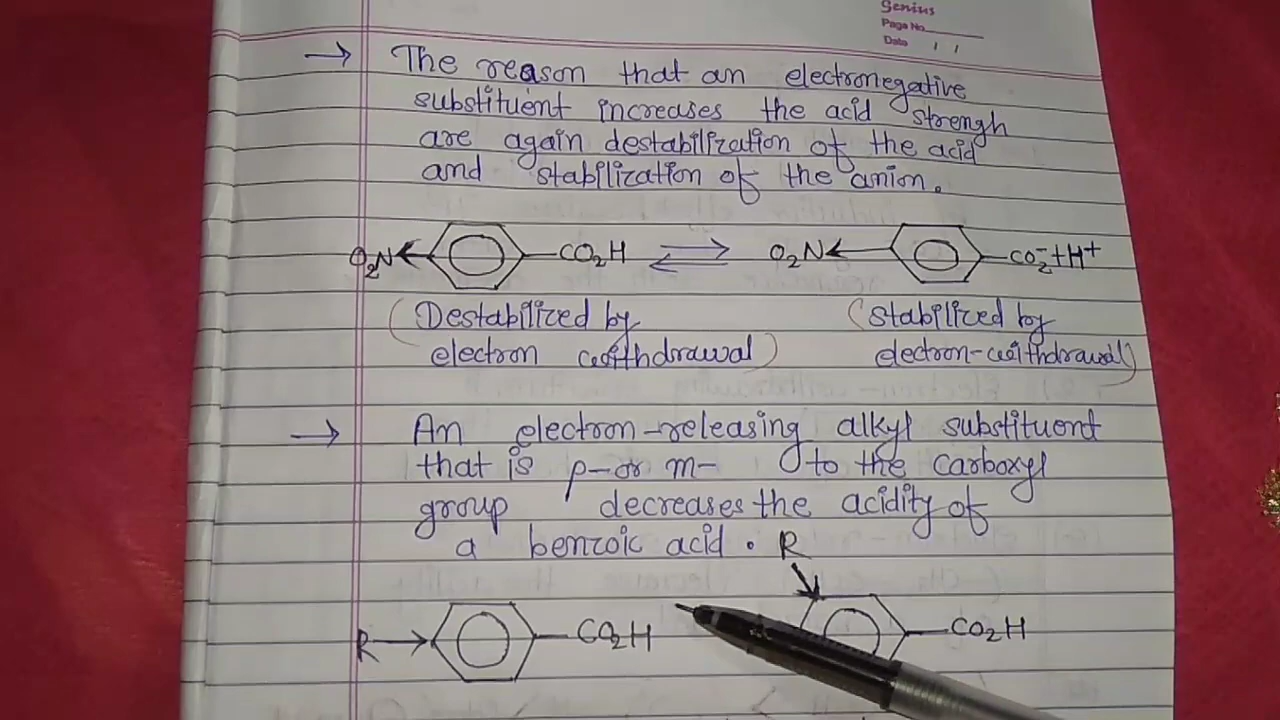 Genius
Page No.
Date / /
→ The reason that an electronegative
substituent increases the acid strengh
are again destabilization of the acid
and stabilization of the anion.
O₂N CO₂H ⇌ O₂N CO₂⁻+H⁺
(Destabilized by (stabilized by
electron withdrawal) electron-withdrawal)
→ An electron-releasing alkyl substituent
that is p- or m- to the carboxyl
group decreases the acidity of
a benzoic acid. R
R→ CO₂H CO₂H